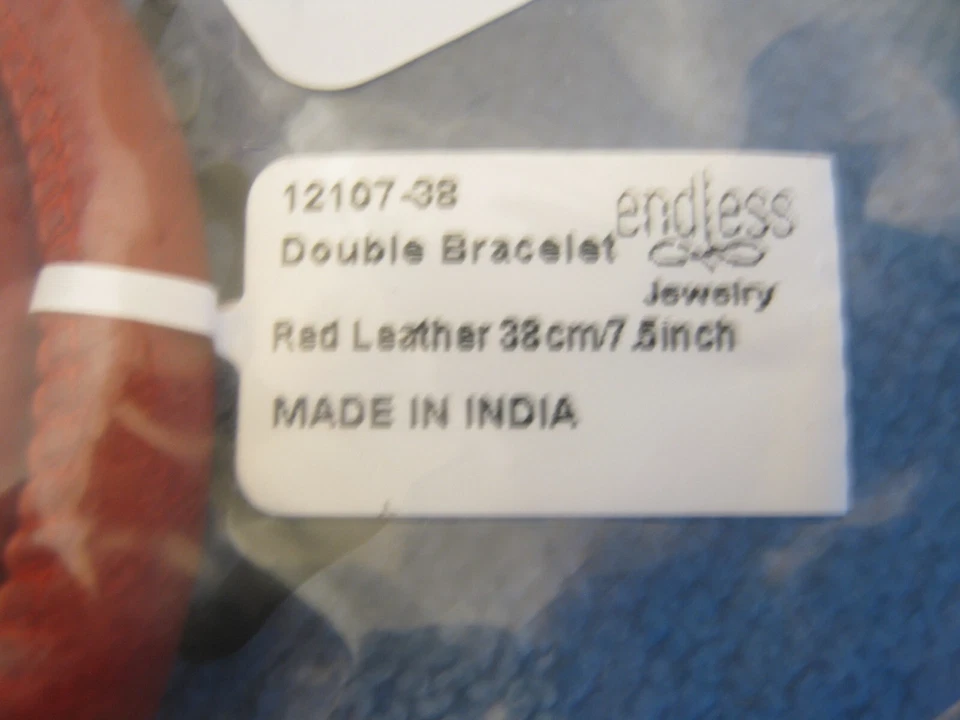 12107-38
Double Bracelet
endless
Jewelry
Red Leather 38cm/7.5inch
MADE IN INDIA